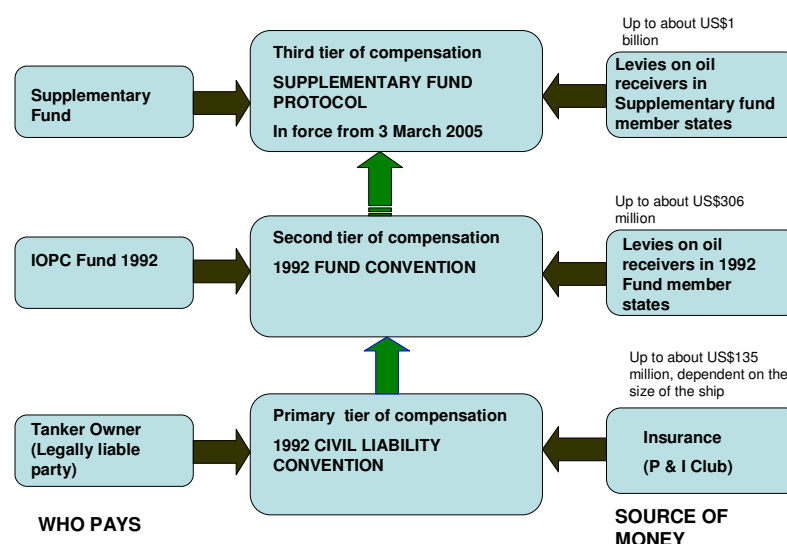 Up to about US$1
billion
Supplementary
Fund
Third tier of compensation
SUPPLEMENTARY FUND
PROTOCOL
In force from 3 March 2005
Levies on oil
receivers in
Supplementary fund
member states
Up to about US$306
million
IOPC Fund 1992
Second tier of compensation
1992 FUND CONVENTION
Levies on oil
receivers in 1992
Fund member
states
Up to about US$135
million, dependent on the
size of the ship
Tanker Owner
(Legally liable
party)
Primary tier of compensation
1992 CIVIL LIABILITY
CONVENTION
Insurance
(P & I Club)
WHO PAYS
SOURCE OF
MONEY